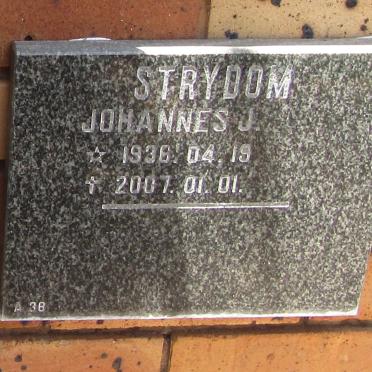 STRYDOM
JOHANNES J.
☆ 1936. 04. 19
✝ 2007. 01. 01.
A 38